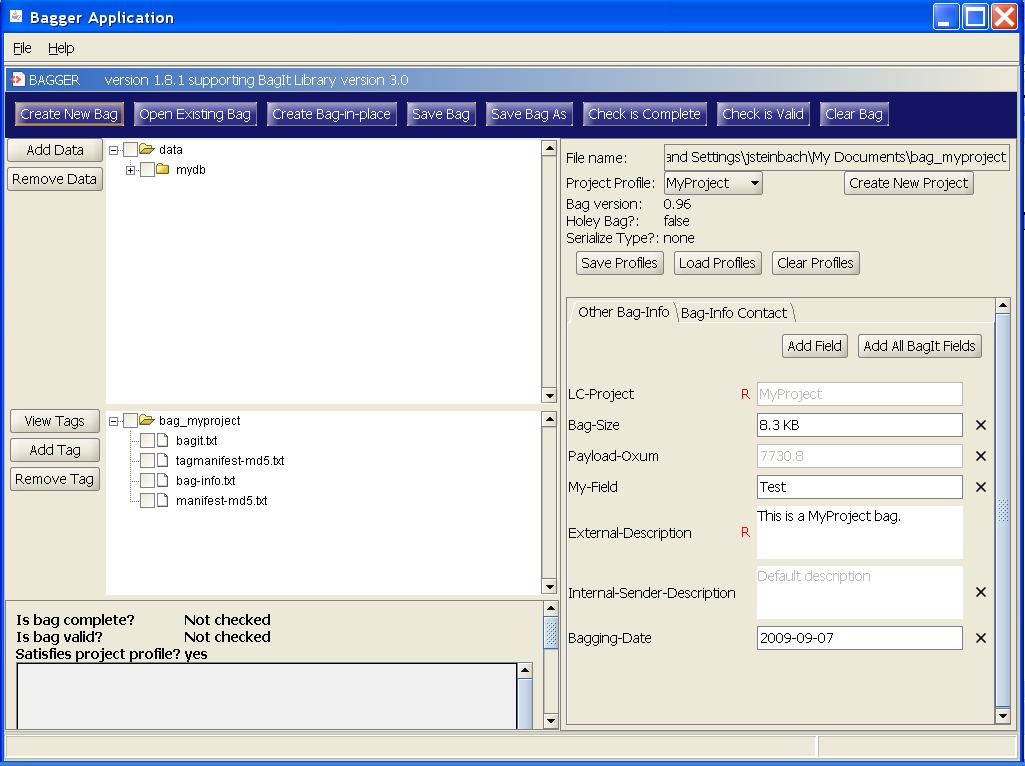 Bagger Application
File Help
BAGGER version 1.8.1 supporting BagIt Library version 3.0
Create New Bag Open Existing Bag Create Bag-in-place Save Bag Save Bag As Check is Complete Check is Valid Clear Bag
Add Data
Remove Data
data
mydb
View Tags
Add Tag
Remove Tag
bag_myproject
bagit.txt
tagmanifest-md5.txt
bag-info.txt
manifest-md5.txt
Is bag complete? Not checked
Is bag valid? Not checked
Satisfies project profile? yes
File name: and Settings\jsteinbach\My Documents\bag_myproject
Project Profile: MyProject Create New Project
Bag version: 0.96
Holey Bag?: false
Serialize Type?: none
Save Profiles Load Profiles Clear Profiles
Other Bag-Info Bag-Info Contact
Add Field Add All BagIt Fields
LC-Project R MyProject
Bag-Size 8.3 KB
Payload-Oxum 7730.8
My-Field Test
External-Description R This is a MyProject bag.
Internal-Sender-Description Default description
Bagging-Date 2009-09-07